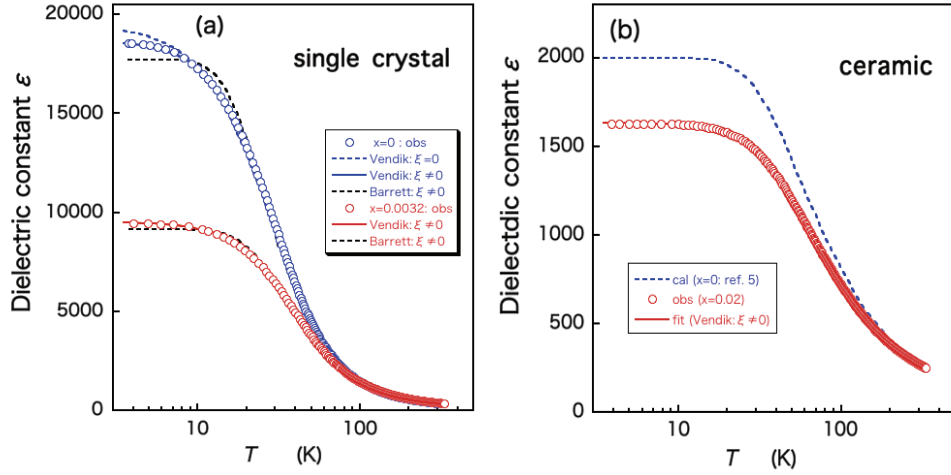 (a)
single crystal
Dielectric constant ε
20000
15000
10000
5000
0
x=0 : obs
Vendik: ξ=0
Vendik: ξ≠0
Barrett: ξ≠0
x=0.0032: obs
Vendik: ξ≠0
Barrett: ξ≠0
10
100
T (K)
(b)
ceramic
Dielectdic constant ε
2000
1500
1000
500
0
cal (x=0: ref. 5)
obs (x=0.02)
fit (Vendik: ξ≠0)
10
100
T (K)